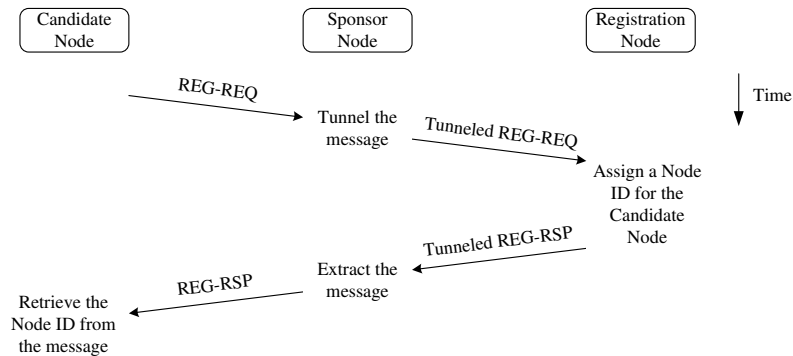 Candidate
Node
Sponsor
Node
Registration
Node
Time
REG-REQ
Tunnel the
message
Tunneled REG-REQ
Assign a Node
ID for the
Candidate
Node
Tunneled REG-RSP
Extract the
message
REG-RSP
Retrieve the
Node ID from
the message